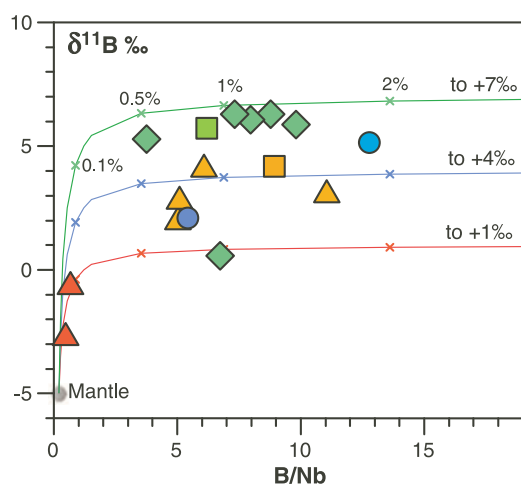 10
δ¹¹B ‰
0.5%
1%
2%
to +7‰
5
0.1%
to +4‰
to +1‰
0
-5
Mantle
0
5
10
15
B/Nb